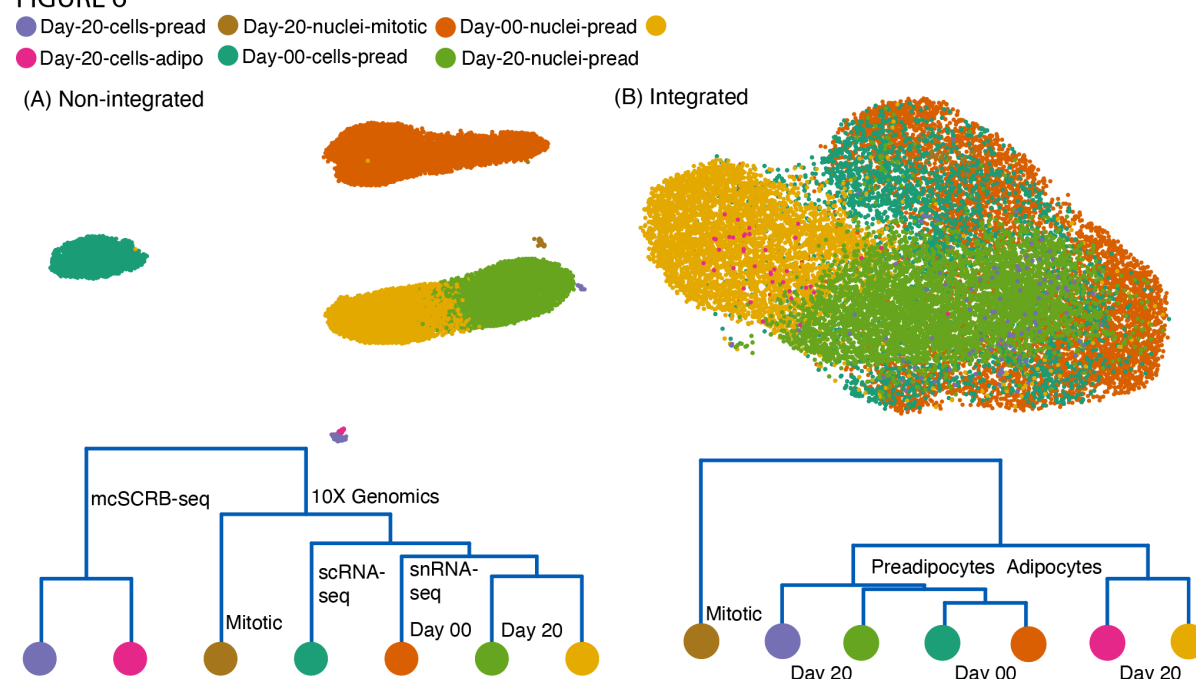 FIGURE 6
Day-20-cells-pread Day-20-nuclei-mitotic Day-00-nuclei-pread
Day-20-cells-adipo Day-00-cells-pread Day-20-nuclei-pread
(A) Non-integrated
(B) Integrated
mcSCRB-seq
10X Genomics
scRNA-
seq
snRNA-
seq
Mitotic
Day 00
Day 20
Preadipocytes Adipocytes
Mitotic
Day 20
Day 00
Day 20